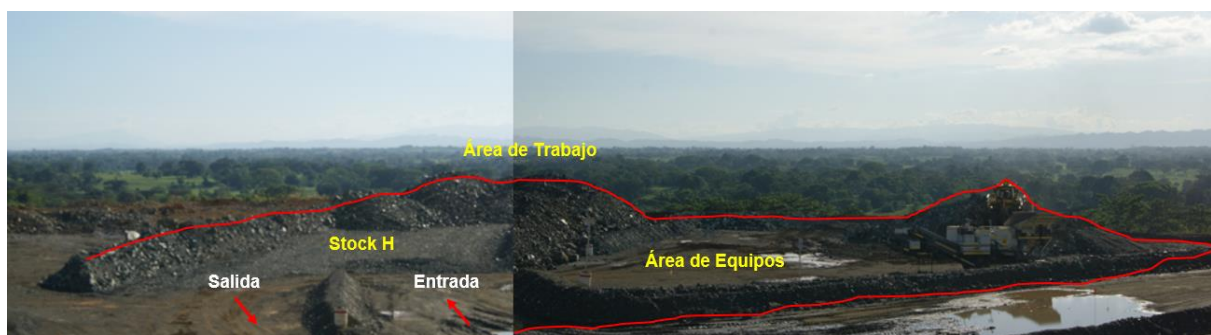 Área de Trabajo
Stock H
Área de Equipos
Salida
Entrada